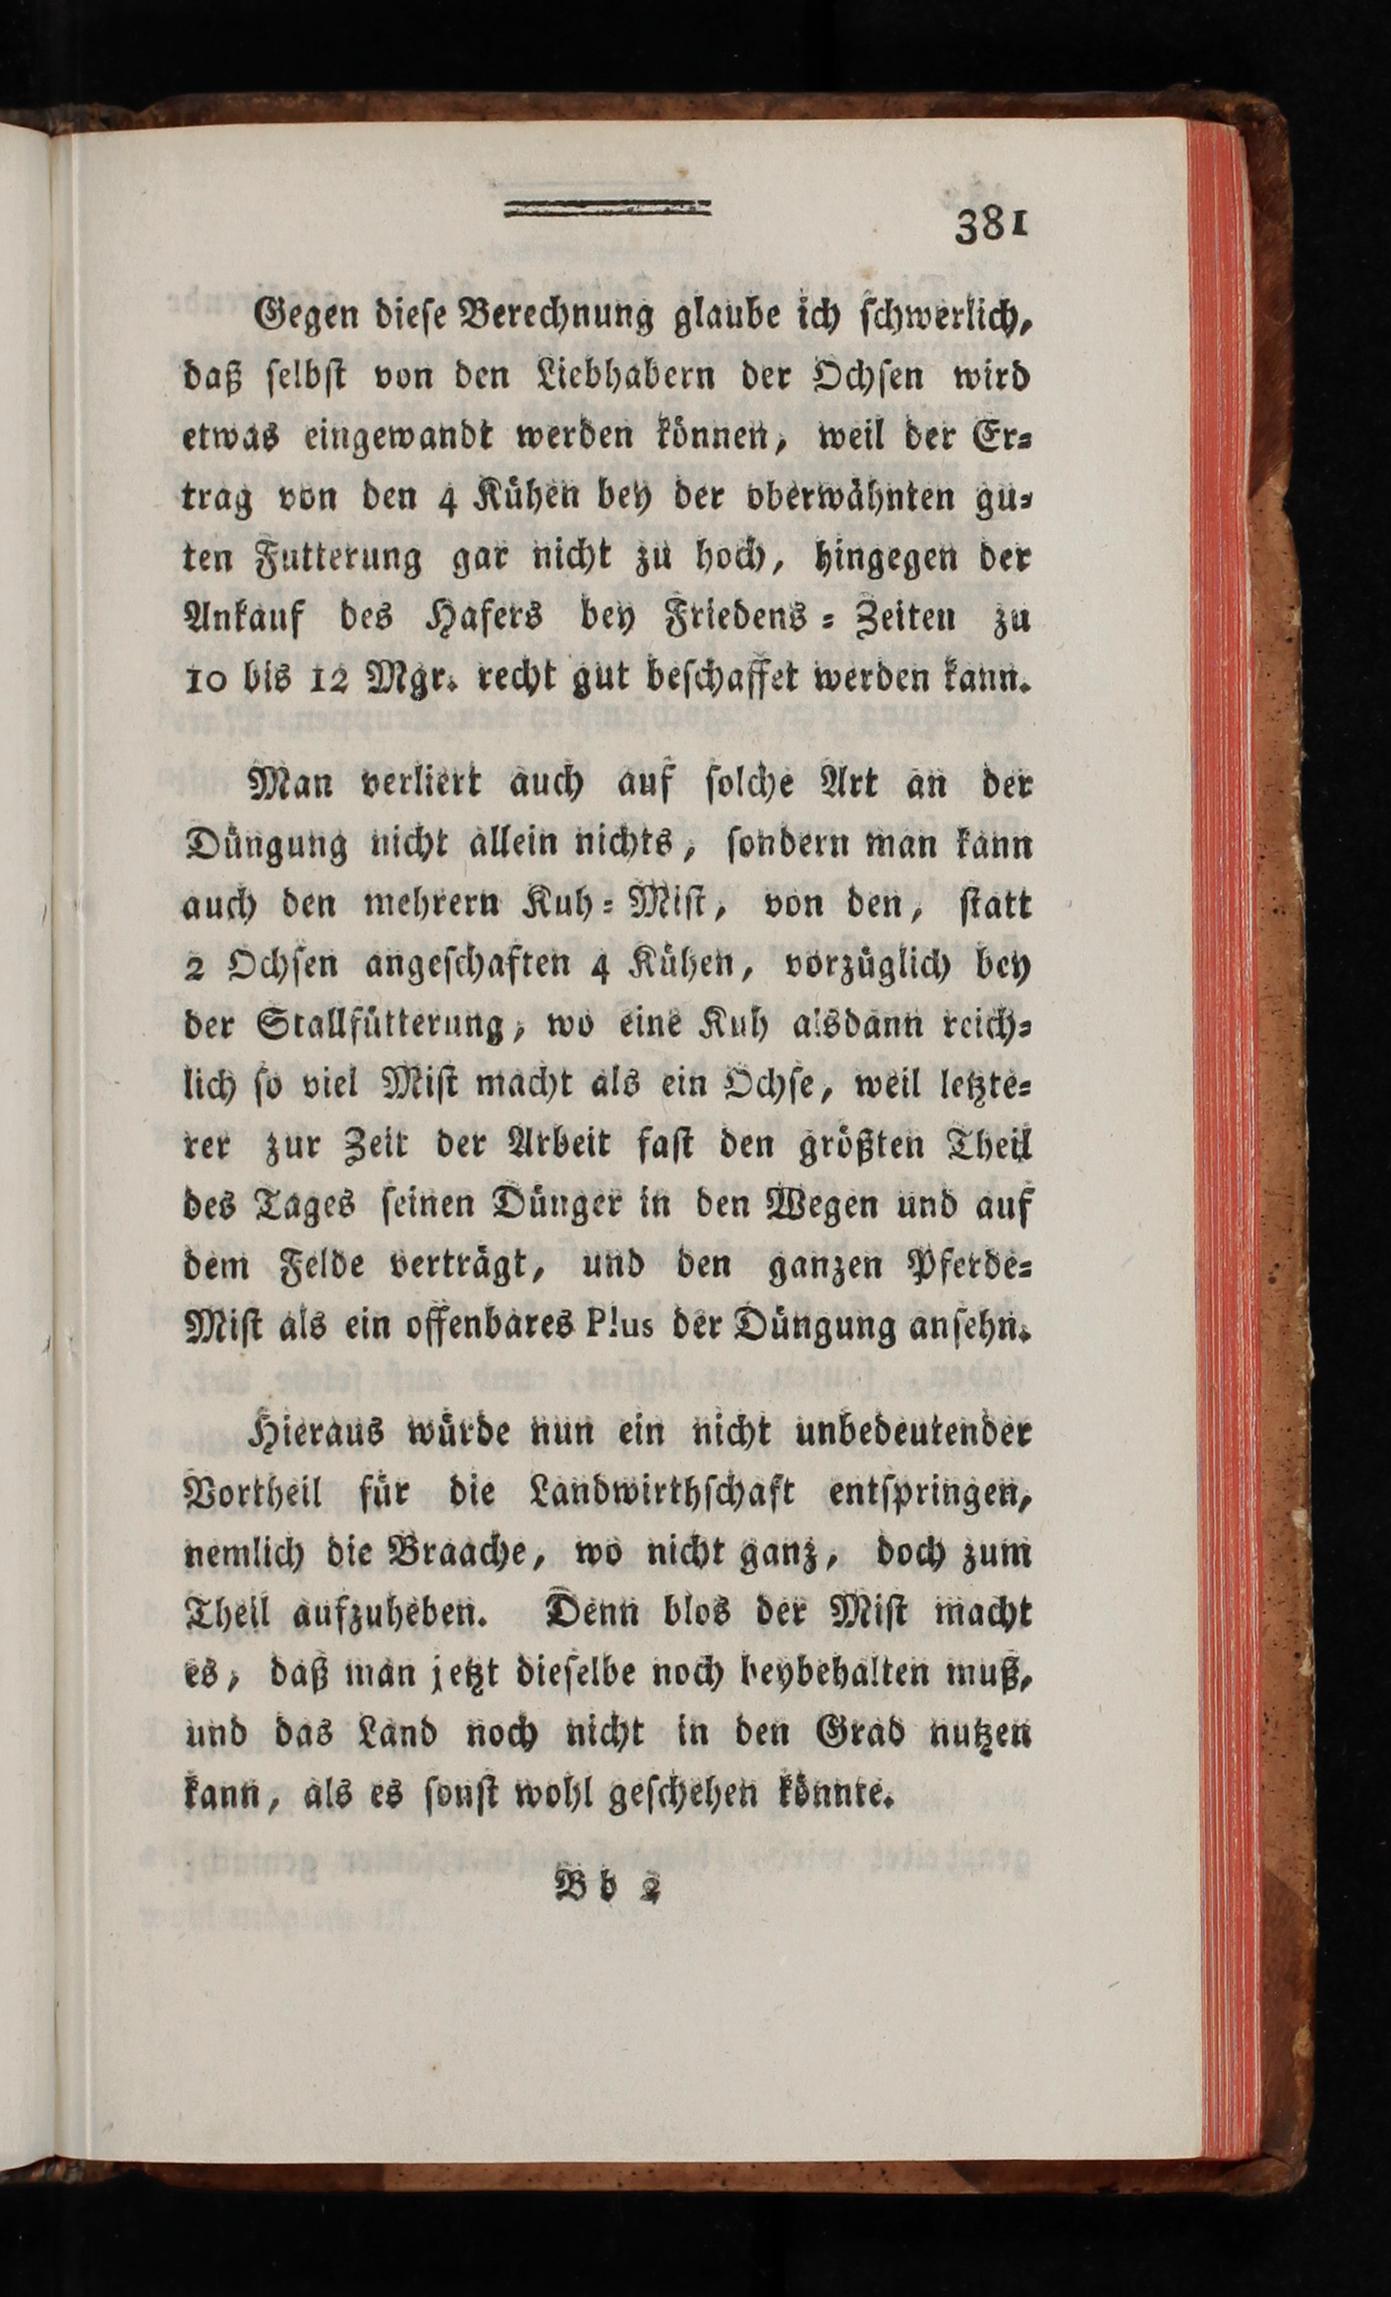 381
Gegen dieſe Berechnung glaube ich ſchwerlich,
daß ſelbſt von den Liebhabern der Ochſen wird
etwas eingewandt werden können, weil der Er⸗
trag von den 4 Kühen bey der oberwähnten gu⸗
ten Futterung gar nicht zu hoch, hingegen der
Ankauf des Hafers bey Friedens⸗Zeiten zu
10 bis 12 Mgr. recht gut beſchaffet werden kann.
Man verliert auch auf ſolche Art an der
Düngung nicht allein nichts, ſondern man kann
auch den mehrern Kuh⸗Miſt, von den, ſtatt
2 Ochſen angeſchaften 4 Kühen, vorzüglich bey
der Stallfütterung, wo eine Kuh alsdann reich⸗
lich ſo viel Miſt macht als ein Ochſe, weil letzte⸗
rer zur Zeit der Arbeit faſt den größten Theil
des Tages ſeinen Dünger in den Wegen und auf
dem Felde verträgt, und den ganzen Pferde⸗
Miſt als ein offenbares Plus der Düngung anſehn.
Hieraus würde nun ein nicht unbedeutender
Vortheil für die Landwirthſchaft entſpringen,
nemlich die Braache, wo nicht ganz, doch zum
Theil aufzuheben. Denn blos der Miſt macht
es, daß man jetzt dieſelbe noch beybehalten muß,
und das Land noch nicht in den Grad nutzen
kann, als es ſonſt wohl geſchehen könnte.
B b 2